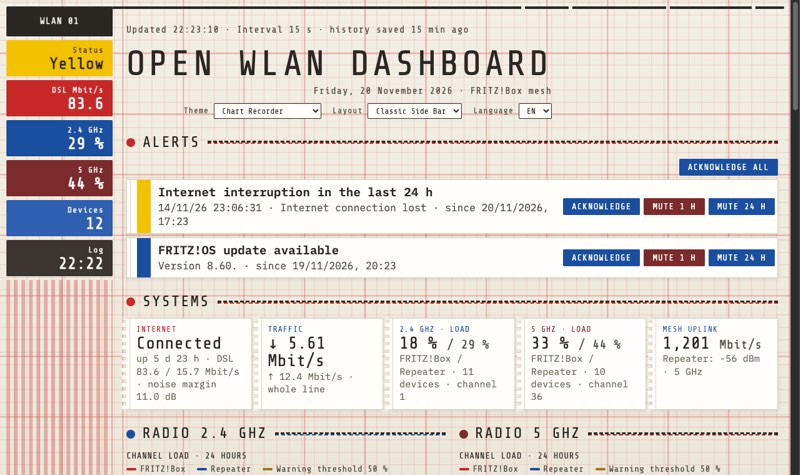 WLAN 01
Status
Yellow
DSL Mbit/s
83.6
2.4 GHz
29 %
5 GHz
44 %
Devices
12
Log
22:22
Updated 22:23:10 · Interval 15 s · history saved 15 min ago
OPEN WLAN DASHBOARD
Friday, 20 November 2026 · FRITZ!Box mesh
Theme Chart Recorder Layout Classic Side Bar Language EN
ALERTS
ACKNOWLEDGE ALL
Internet interruption in the last 24 h
14/11/26 23:06:31 · Internet connection lost · since 20/11/2026,
17:23
ACKNOWLEDGE MUTE 1 H MUTE 24 H
FRITZ!OS update available
Version 8.60. · since 19/11/2026, 20:23
ACKNOWLEDGE MUTE 1 H MUTE 24 H
SYSTEMS
INTERNET
Connected
up 5 d 23 h · DSL
83.6 / 15.7 Mbit/s
· noise margin
11.0 dB
TRAFFIC
↓ 5.61
Mbit/s
↑ 12.4 Mbit/s ·
whole line
2.4 GHZ · LOAD
18 % / 29 %
FRITZ!Box /
Repeater · 11
devices · channel
1
5 GHZ · LOAD
33 % / 44 %
FRITZ!Box /
Repeater · 10
devices · channel
36
MESH UPLINK
1,201 Mbit/s
Repeater: -56 dBm
· 5 GHz
RADIO 2.4 GHZ
CHANNEL LOAD · 24 HOURS
FRITZ!Box Repeater Warning threshold 50 %
RADIO 5 GHZ
CHANNEL LOAD · 24 HOURS
FRITZ!Box Repeater Warning threshold 50 %